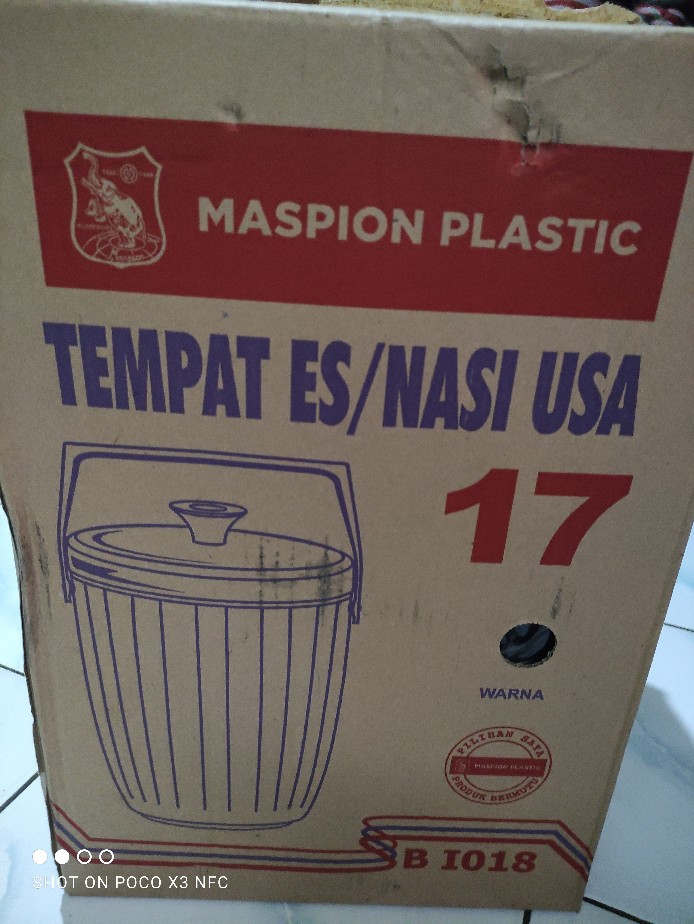 MASPION PLASTIC
TEMPAT ES/NASI USA
17
WARNA
PILIHAN SAYA
MASPION PLASTIC
PRODUK BERMUTU
B I018
SHOT ON POCO X3 NFC